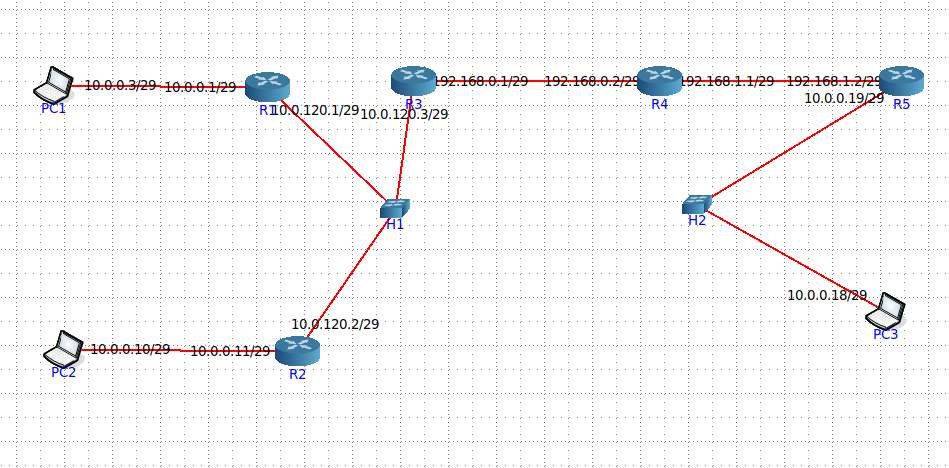 10.0.0.3/29
10.0.0.1/29
PC1
R1
10.0.120.1/29
R3
10.0.120.3/29
192.168.0.1/29
192.168.0.2/29
R4
192.168.1.1/29
192.168.1.2/29
R5
10.0.0.19/29
H1
H2
10.0.0.18/29
PC3
10.0.120.2/29
10.0.0.10/29
10.0.0.11/29
PC2
R2